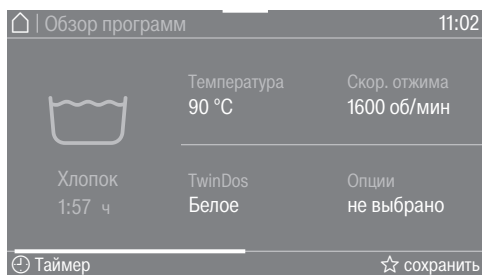 Обзор программ 11:02
Температура Скор. отжима
90 °C 1600 об/мин
Хлопок TwinDos Опции
1:57 ч Белое не выбрано
Таймер сохранить